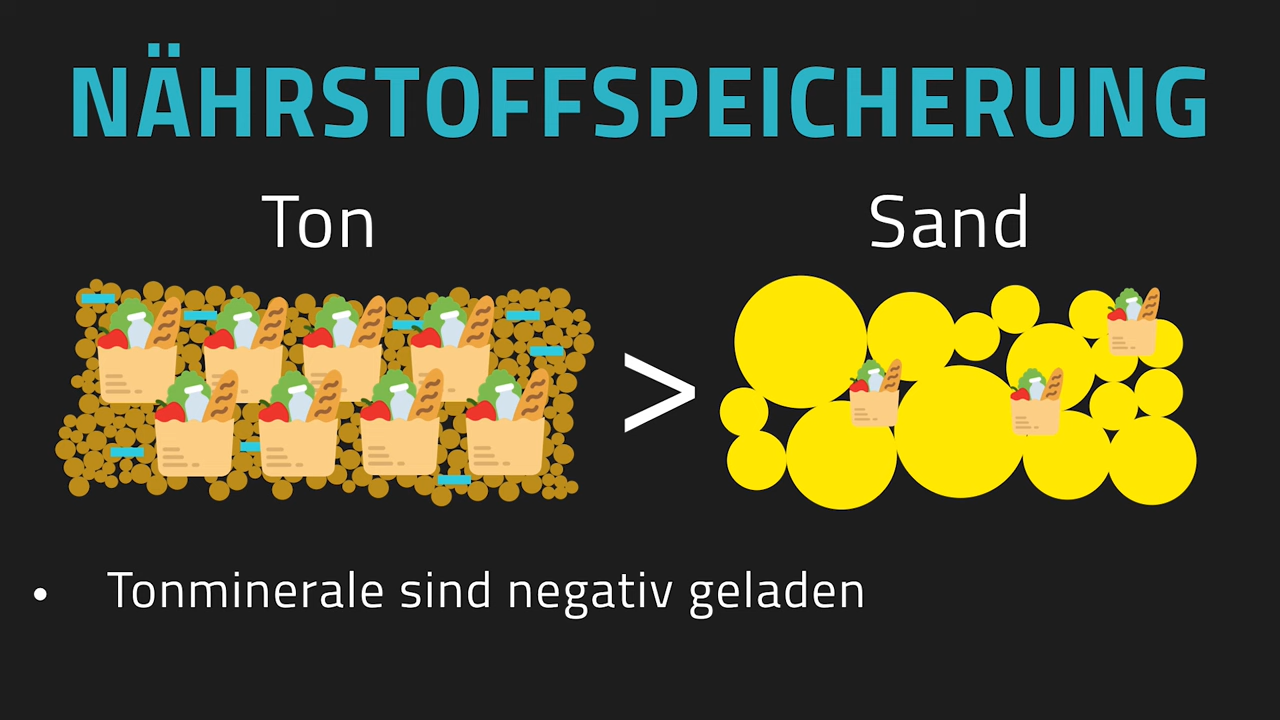 NÄHRSTOFFSPEICHERUNG
Ton
Sand
>
• Tonminerale sind negativ geladen